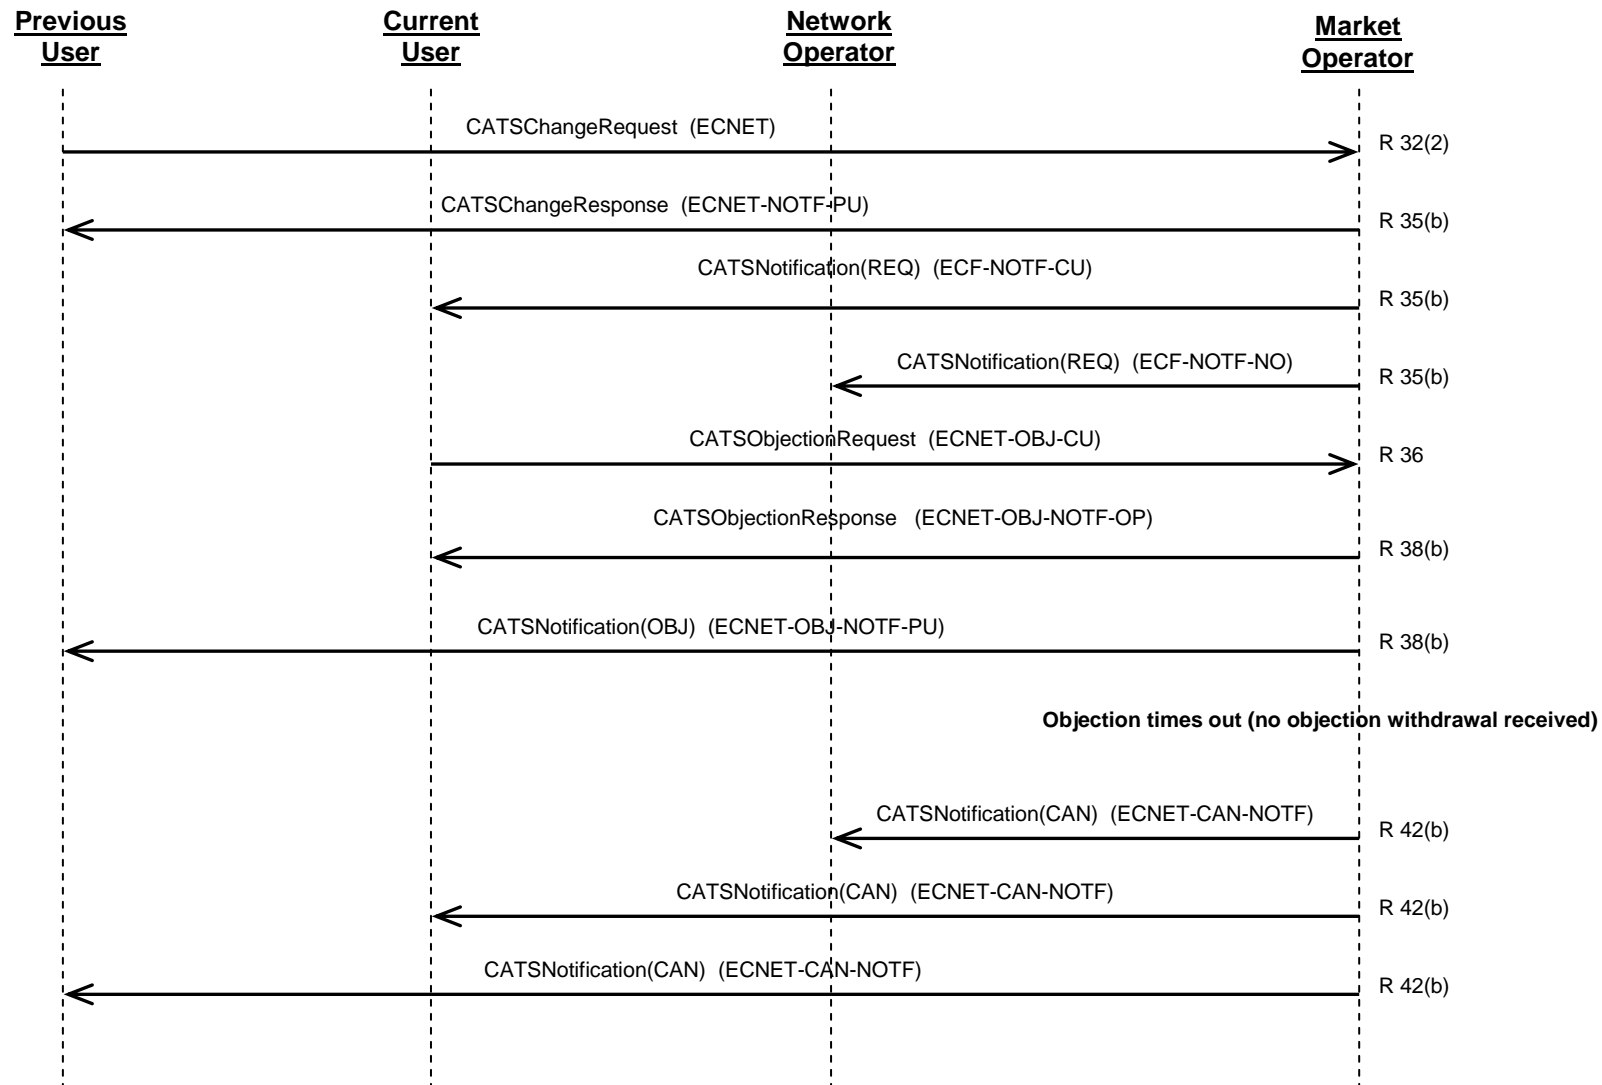 Previous
User
Current
User
Network
Operator
Market
Operator
CATSChangeRequest (ECNET)
R 32(2)
CATSChangeResponse (ECNET-NOTF-PU)
R 35(b)
CATSNotification(REQ) (ECF-NOTF-CU)
R 35(b)
CATSNotification(REQ) (ECF-NOTF-NO)
R 35(b)
CATSObjectionRequest (ECNET-OBJ-CU)
R 36
CATSObjectionResponse (ECNET-OBJ-NOTF-OP)
R 38(b)
CATSNotification(OBJ) (ECNET-OBJ-NOTF-PU)
R 38(b)
Objection times out (no objection withdrawal received)
CATSNotification(CAN) (ECNET-CAN-NOTF)
R 42(b)
CATSNotification(CAN) (ECNET-CAN-NOTF)
R 42(b)
CATSNotification(CAN) (ECNET-CAN-NOTF)
R 42(b)